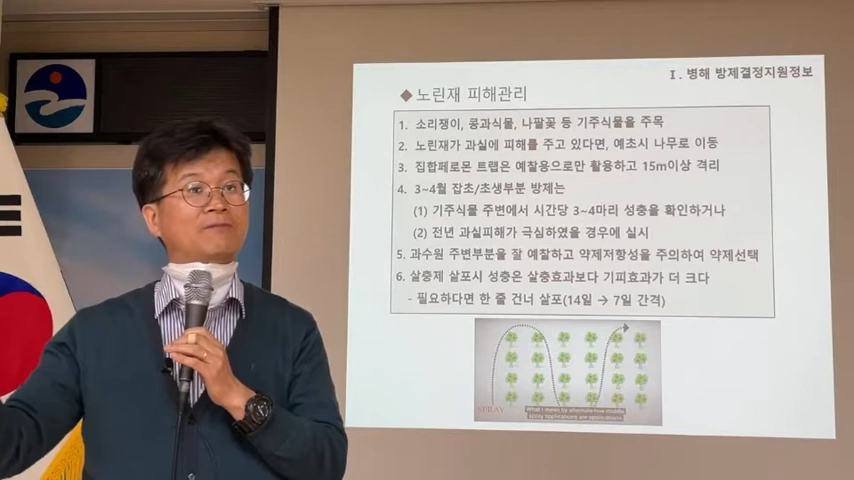 I. 병해 방제결정지원정보
◆노린재 피해관리
1. 소리쟁이, 콩과식물, 나팔꽃 등 기주식물을 주목
2. 노린재가 과실에 피해를 주고 있다면, 예초시 나무로 이동
3. 집합페로몬 트랩은 예찰용으로만 활용하고 15m이상 격리
4. 3~4월 잡초/초생부분 방제는
(1) 기주식물 주변에서 시간당 3~4마리 성충을 확인하거나
(2) 전년 과실피해가 극심하였을 경우에 실시
5. 과수원 주변부분을 잘 예찰하고 약제저항성을 주의하여 약제선택
6. 살충제 살포시 성충은 살충효과보다 기피효과가 더 크다
- 필요하다면 한 줄 건너 살포(14일 → 7일 간격)
SPRAY
What I mean by alternate-row middle
spray applications are applications